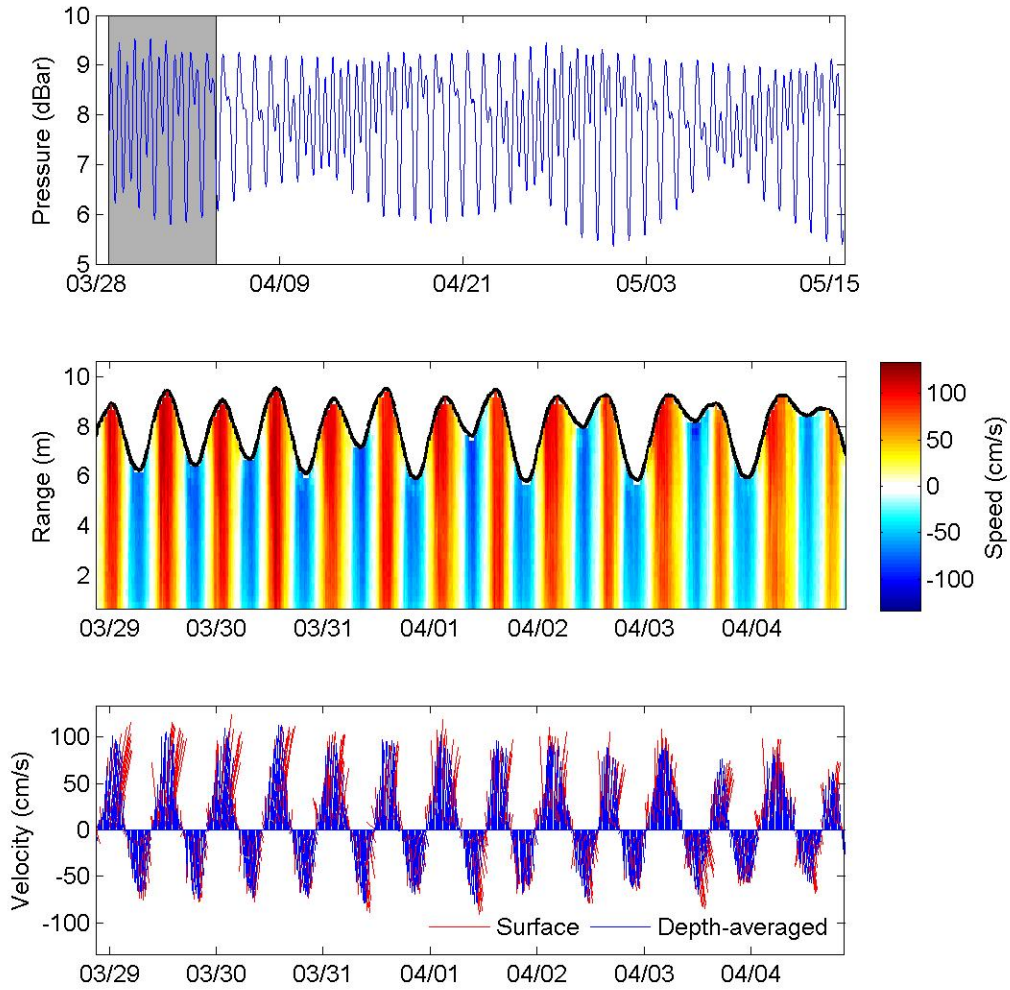 10
9
8
7
6
5
Pressure (dBar)
03/28 04/09 04/21 05/03 05/15
10
8
6
4
2
Range (m)
03/29 03/30 03/31 04/01 04/02 04/03 04/04
100
50
0
-50
-100
Speed (cm/s)
100
50
0
-50
-100
Velocity (cm/s)
Surface Depth-averaged
03/29 03/30 03/31 04/01 04/02 04/03 04/04